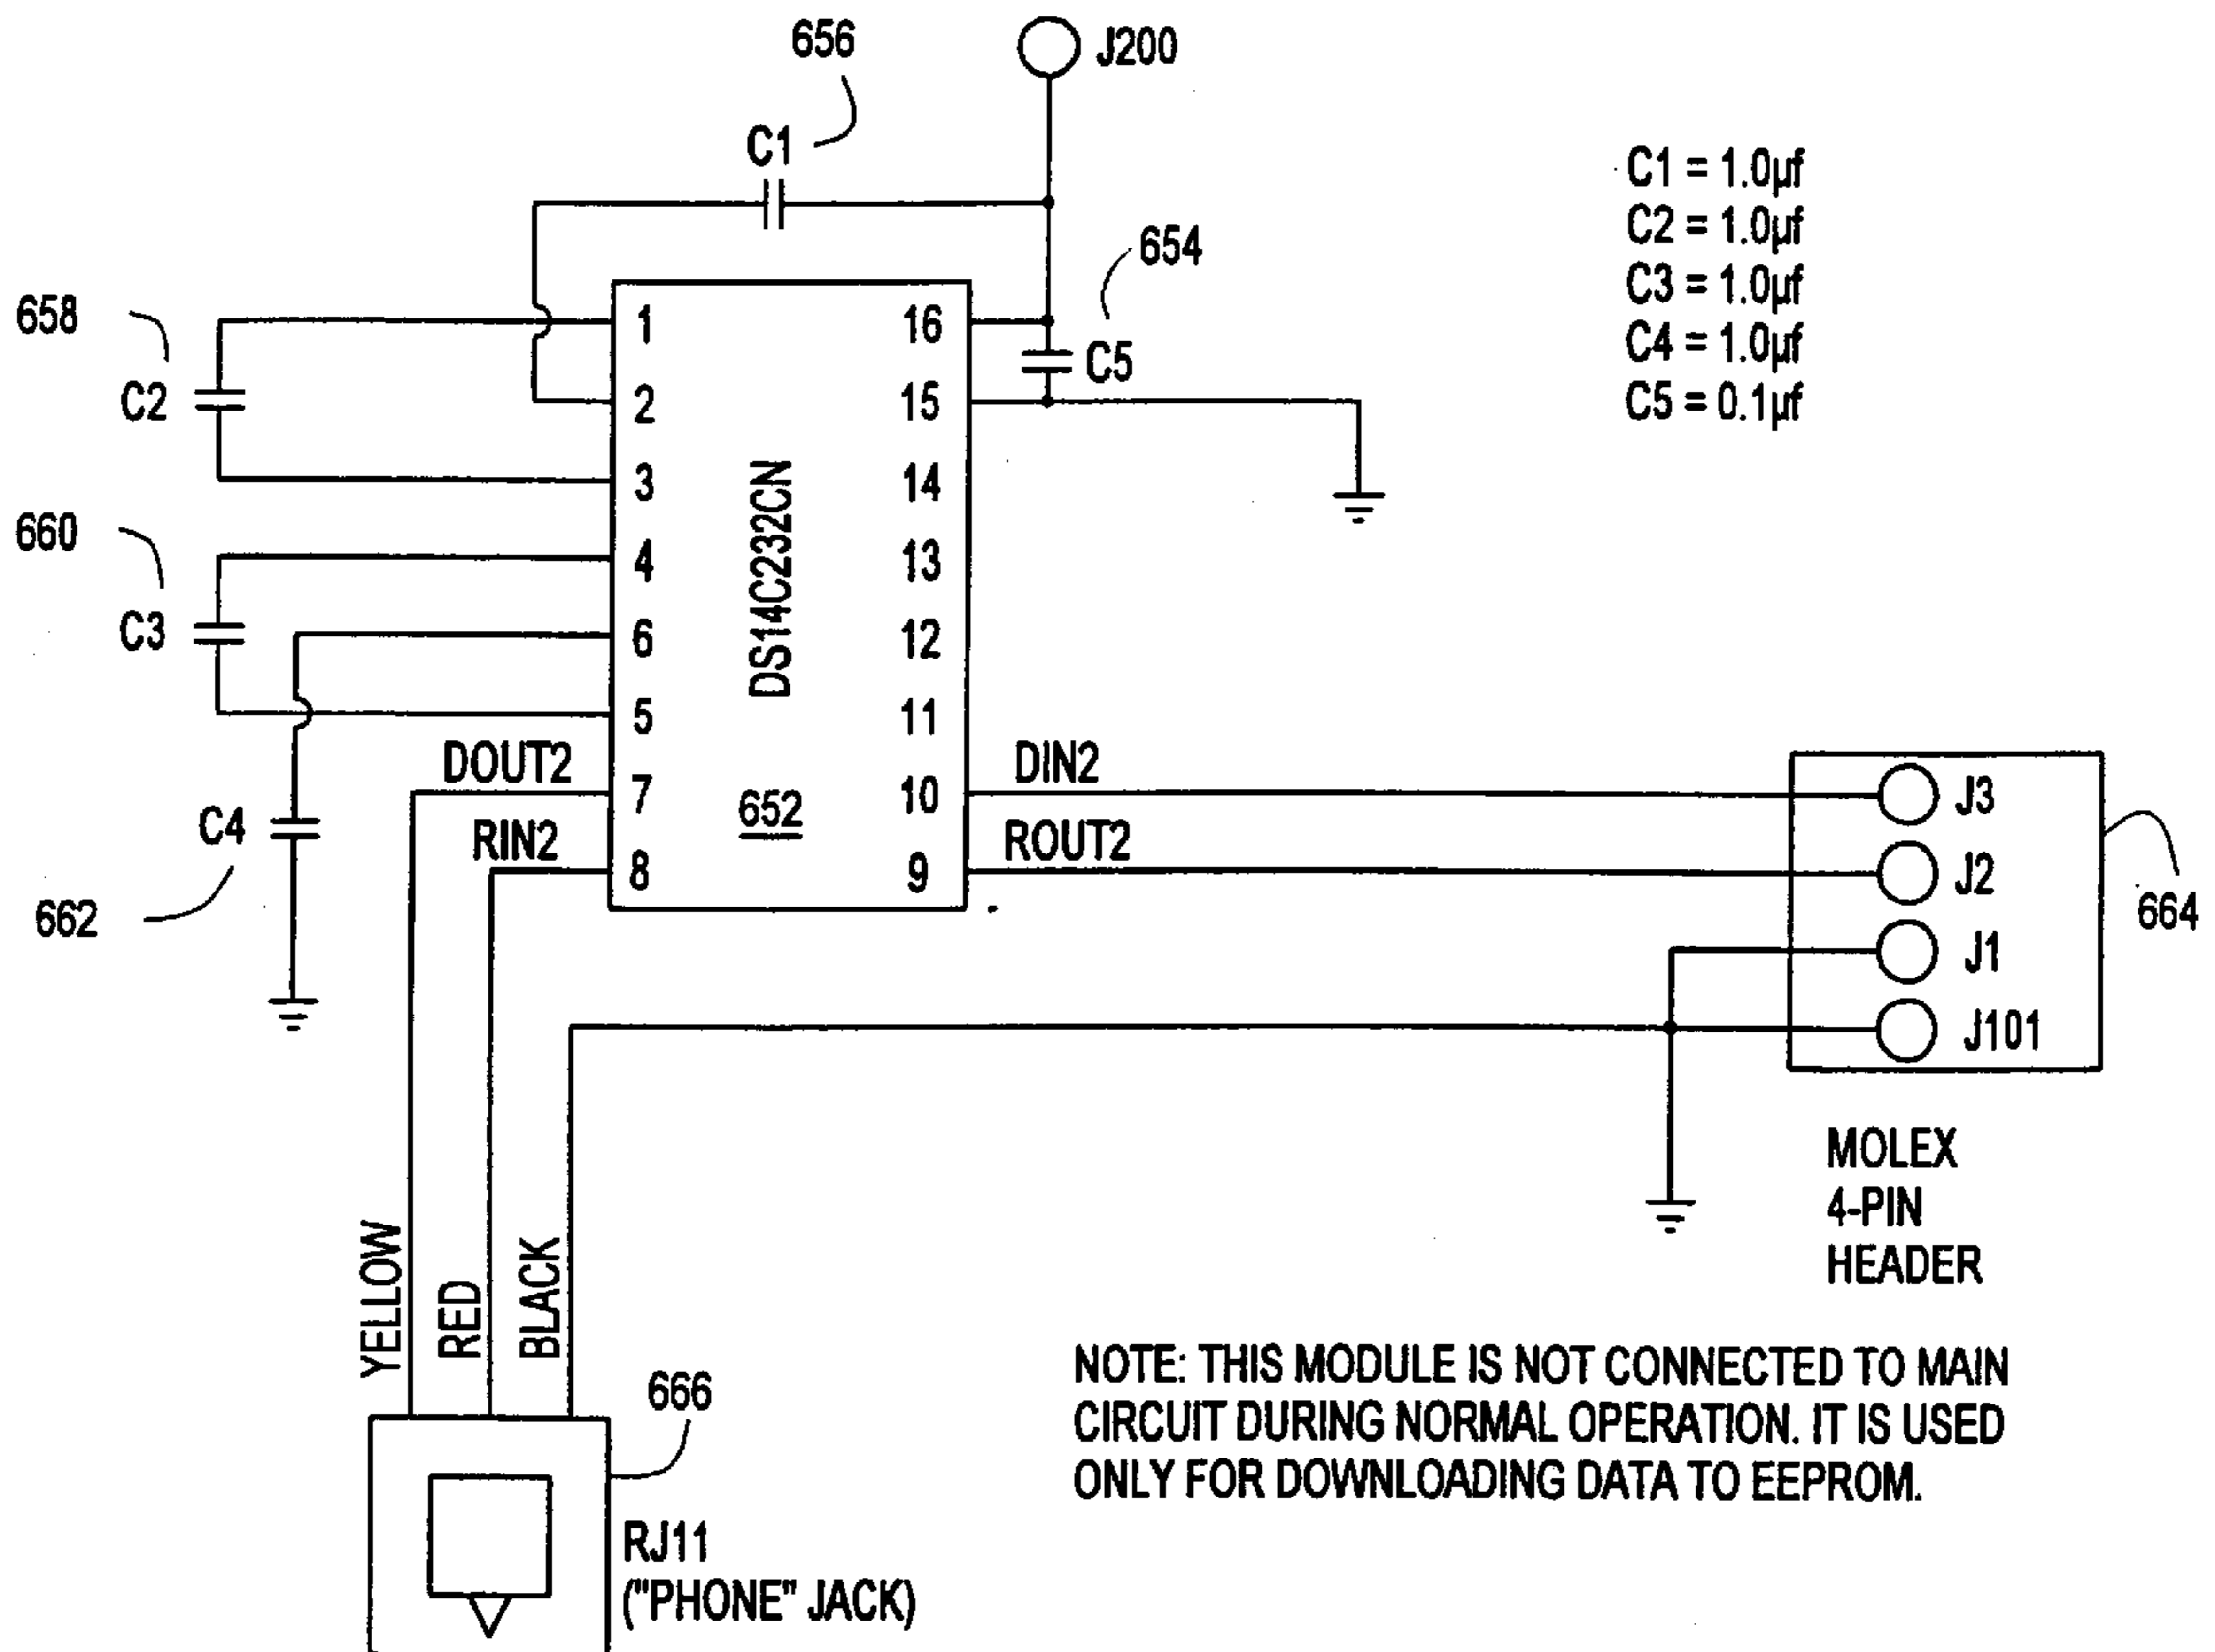 656
J200
C1
C1 = 1.0µf
C2 = 1.0µf
C3 = 1.0µf
C4 = 1.0µf
C5 = 0.1µf
654
658
1
16
C2
C5
2
15
3
14
DS14C232CN
660
4
13
C3
6
12
5
11
DOUT2
7
652
10
DIN2
J3
C4
RIN2
8
9
ROUT2
J2
662
664
J1
J101
MOLEX
4-PIN
HEADER
YELLOW
RED
BLACK
666
NOTE: THIS MODULE IS NOT CONNECTED TO MAIN
CIRCUIT DURING NORMAL OPERATION. IT IS USED
ONLY FOR DOWNLOADING DATA TO EEPROM.
RJ11
("PHONE" JACK)